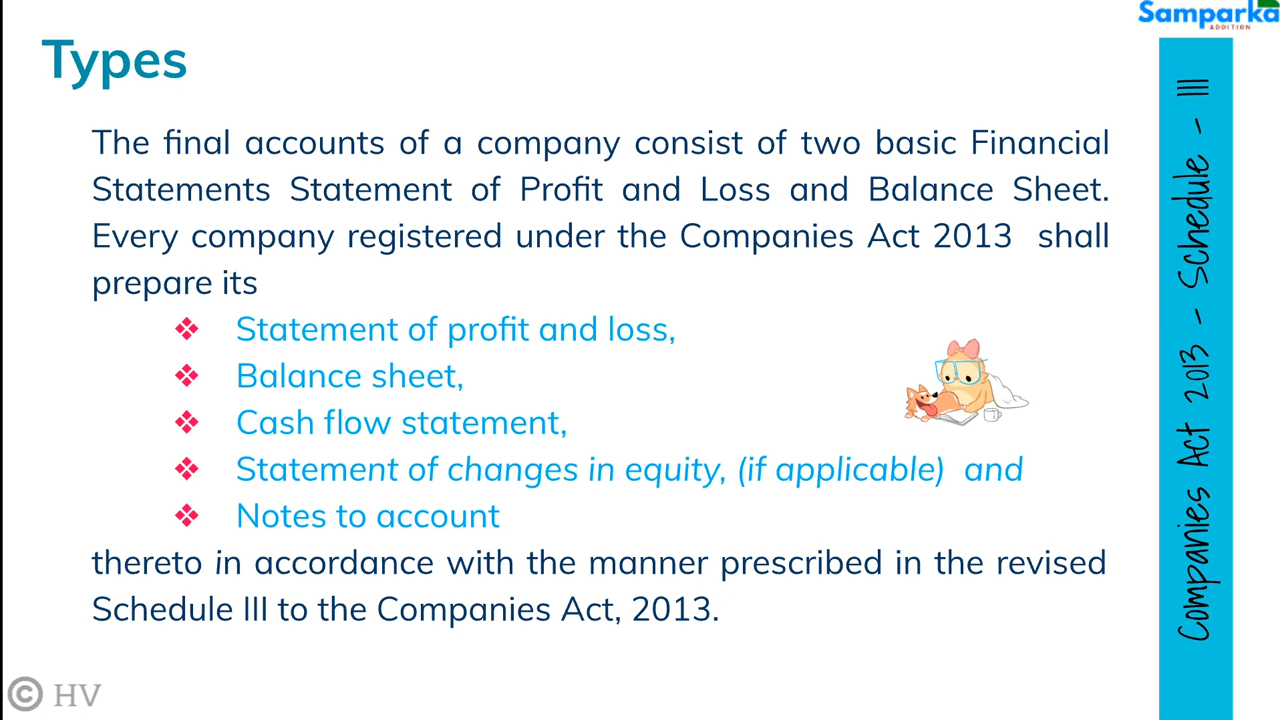 Samparka
ADDITION
Types
The final accounts of a company consist of two basic Financial
Statements Statement of Profit and Loss and Balance Sheet.
Every company registered under the Companies Act 2013 shall
prepare its
❖ Statement of profit and loss,
❖ Balance sheet,
❖ Cash flow statement,
❖ Statement of changes in equity, (if applicable) and
❖ Notes to account
thereto in accordance with the manner prescribed in the revised
Schedule III to the Companies Act, 2013.
Companies Act 2013 - Schedule - III
© HV